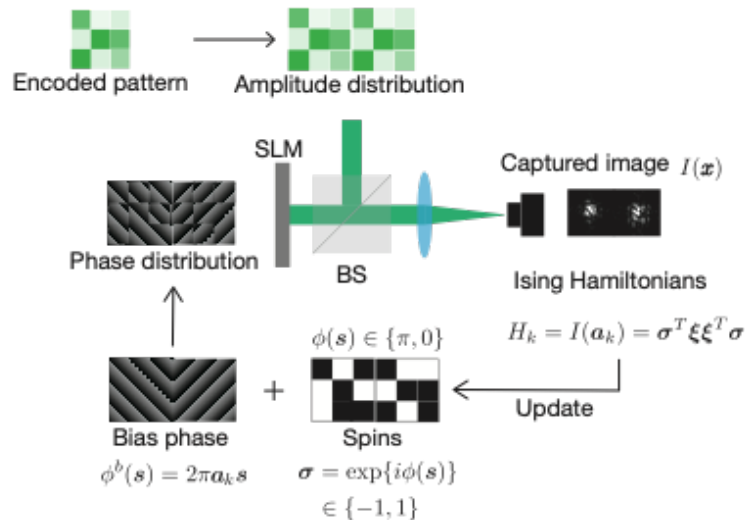 Encoded pattern
Amplitude distribution
SLM
Captured image I(x)
Phase distribution
BS
Ising Hamiltonians
ϕ(s) ∈ {π, 0}
H_k = I(a_k) = σ^T ξξ^T σ
+
Update
Bias phase
Spins
ϕ^b(s) = 2πa_k s
σ = exp{iϕ(s)}
∈ {−1, 1}